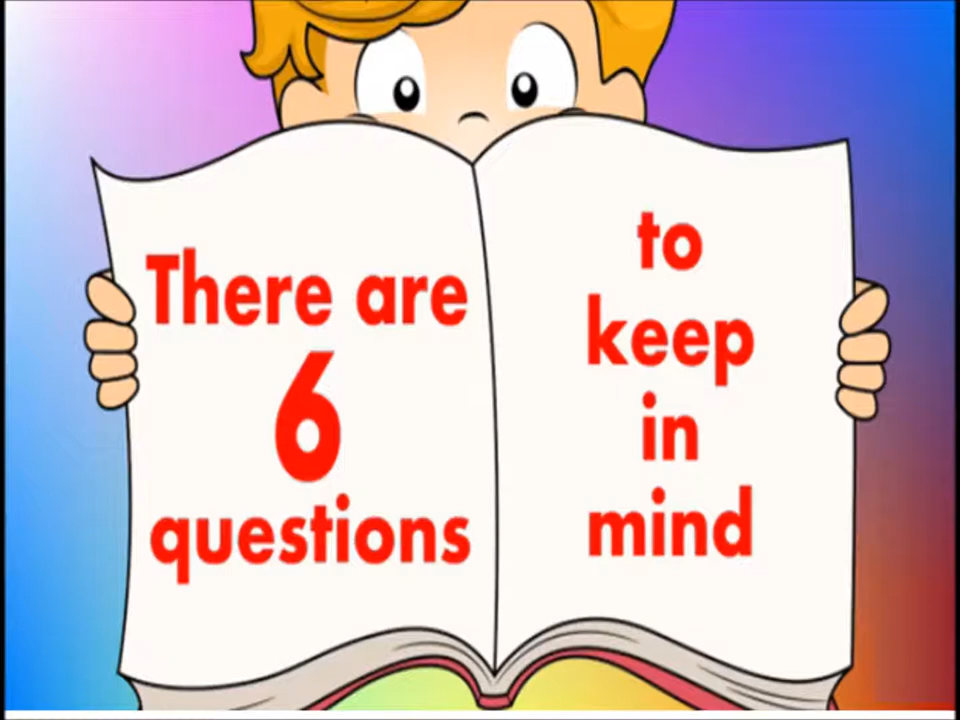 There are
6
questions
to
keep
in
mind